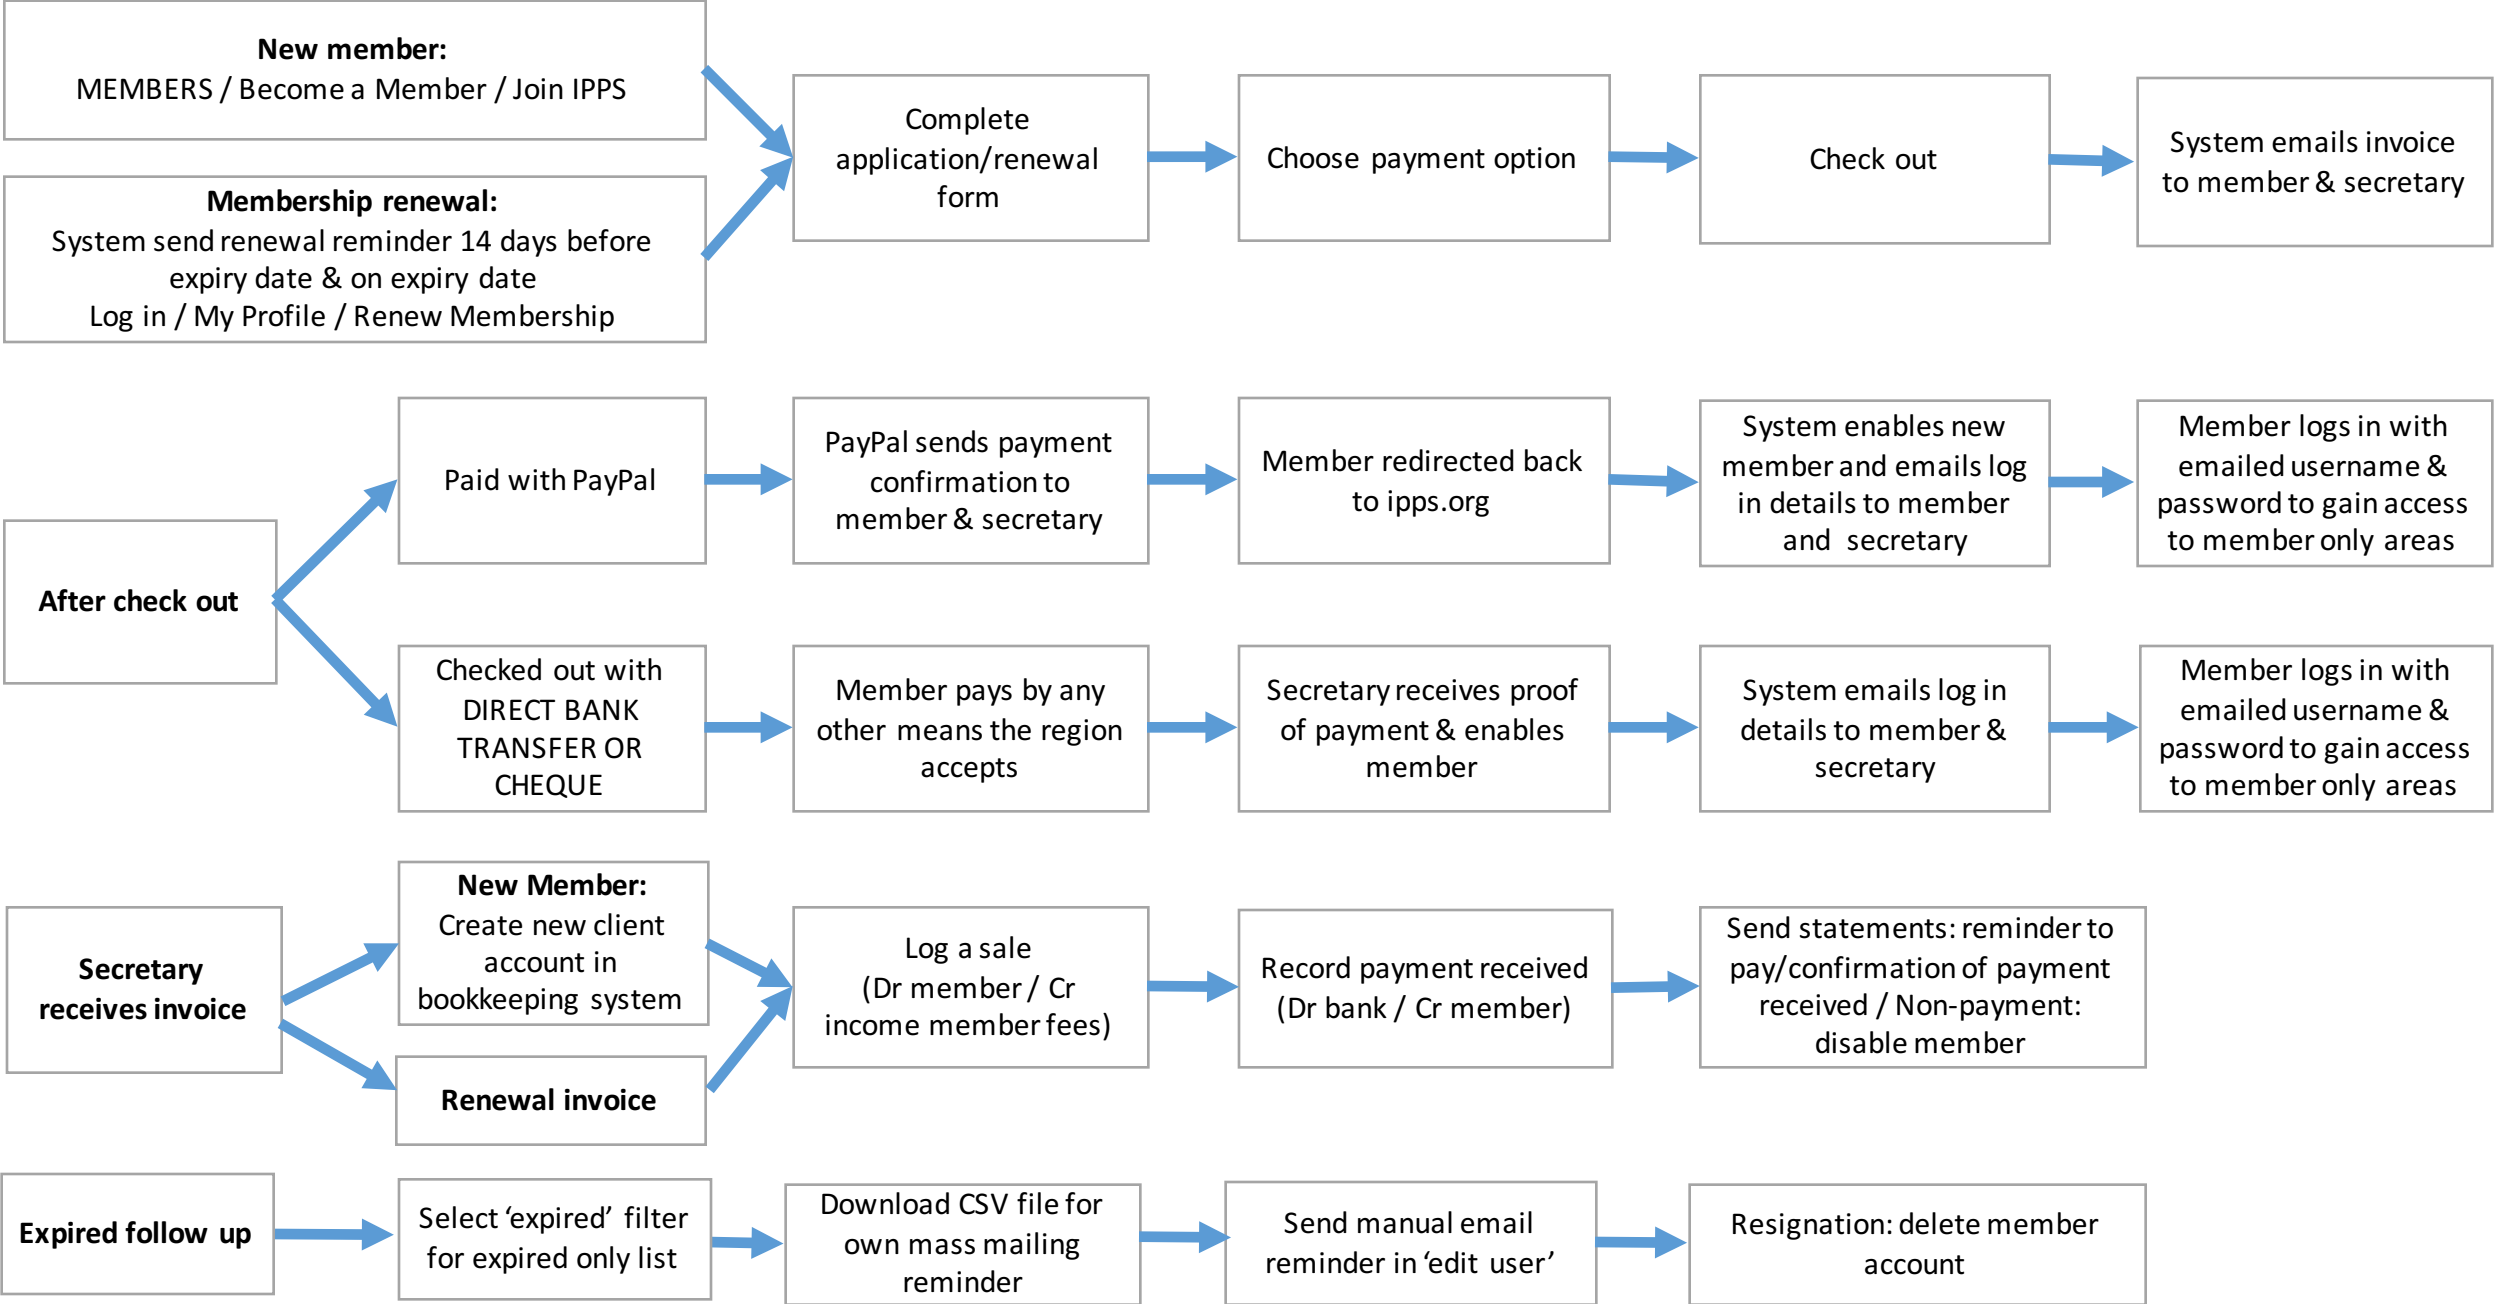 New member:
MEMBERS / Become a Member / Join IPPS
Membership renewal:
System send renewal reminder 14 days before
expiry date & on expiry date
Log in / My Profile / Renew Membership
Complete
application/renewal
form
Choose payment option
Check out
System emails invoice
to member & secretary
After check out
Paid with PayPal
PayPal sends payment
confirmation to
member & secretary
Member redirected back
to ipps.org
System enables new
member and emails log
in details to member
and secretary
Member logs in with
emailed username &
password to gain access
to member only areas
Checked out with
DIRECT BANK
TRANSFER OR
CHEQUE
Member pays by any
other means the region
accepts
Secretary receives proof
of payment & enables
member
System emails log in
details to member &
secretary
Member logs in with
emailed username &
password to gain access
to member only areas
Secretary
receives invoice
New Member:
Create new client
account in
bookkeeping system
Renewal invoice
Log a sale
(Dr member / Cr
income member fees)
Record payment received
(Dr bank / Cr member)
Send statements: reminder to
pay/confirmation of payment
received / Non-payment:
disable member
Expired follow up
Select ‘expired’ filter
for expired only list
Download CSV file for
own mass mailing
reminder
Send manual email
reminder in ‘edit user’
Resignation: delete member
account